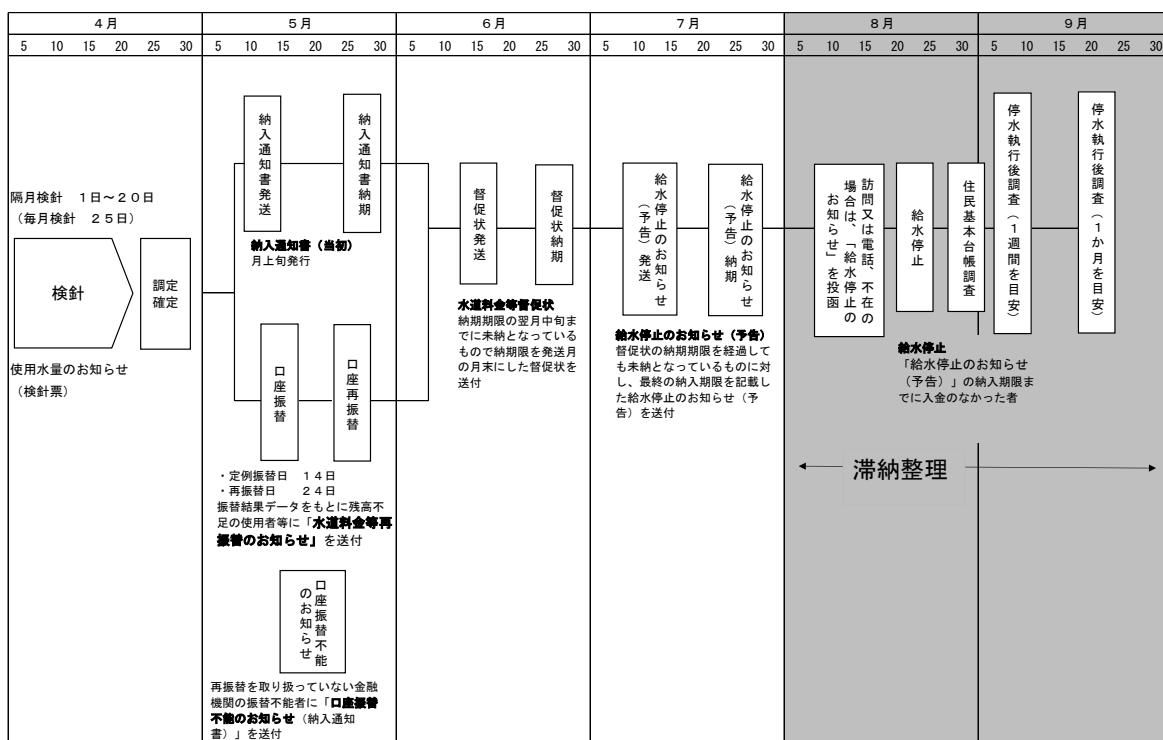 ４月
５月
６月
７月
８月
９月
5 10 15 20 25 30
5 10 15 20 25 30
5 10 15 20 25 30
5 10 15 20 25 30
5 10 15 20 25 30
5 10 15 20 25 30
隔月検針　１日～２０日
（毎月検針　２５日）
検針
調定
確定
使用水量のお知らせ
（検針票）
納入通知書発送
納入通知書納期
納入通知書（当初）
月上旬発行
口座振替
口座再振替
・定例振替日　１４日
・再振替日　　２４日
振替結果データをもとに残高不
足の使用者等に「水道料金等再
振替のお知らせ」を送付
口座振替不能
のお知らせ
再振替を取り扱っていない金融
機関の振替不能者に「口座振替
不能のお知らせ（納入通知
書）」を送付
督促状発送
督促状納期
水道料金等督促状
納期期限の翌月中旬ま
でに未納となっている
もので納期限を発送月
の月末にした督促状を
送付
給水停止のお知らせ
（予告）発送
給水停止のお知らせ
（予告）納期
給水停止のお知らせ（予告）
督促状の納期期限を経過して
も未納となっているものに対
し、最終の納入期限を記載し
た給水停止のお知らせ（予
告）を送付
訪問又は電話、不在の
場合は、「給水停止の
お知らせ」を投函
給水停止
住民基本台帳調査
停水執行後調査（１週間を目安）
停水執行後調査（１か月を目安）
給水停止
「給水停止のお知らせ
（予告）」の納入期限ま
でに入金のなかった者
滞納整理